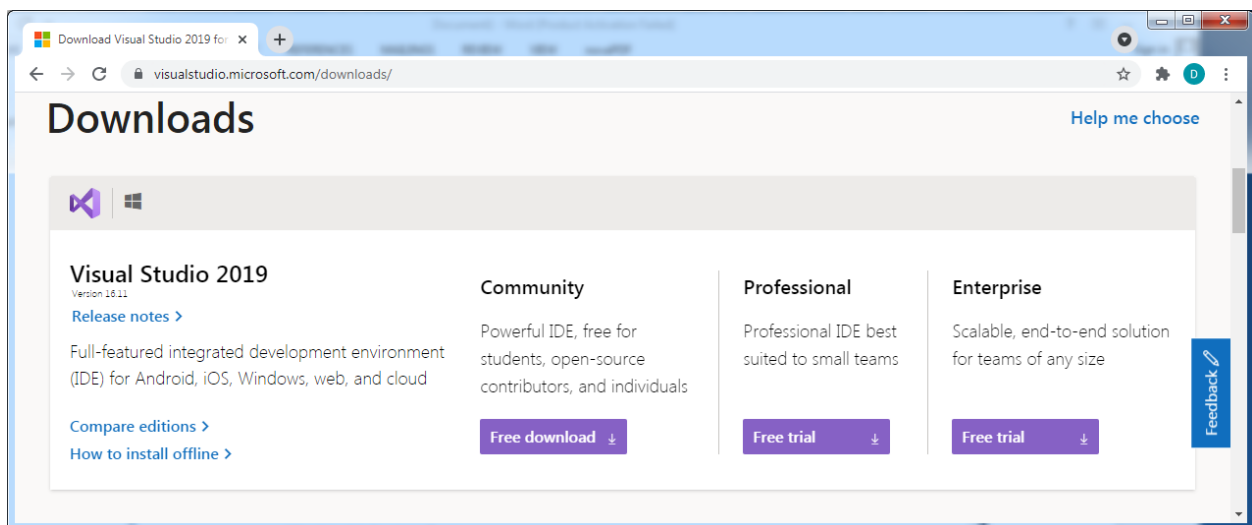 Download Visual Studio 2019 for
visualstudio.microsoft.com/downloads/
D
Downloads
Help me choose
Visual Studio 2019
Version 16.11
Release notes >
Full-featured integrated development environment
(IDE) for Android, iOS, Windows, web, and cloud
Compare editions >
How to install offline >
Community
Powerful IDE, free for
students, open-source
contributors, and individuals
Free download
Professional
Professional IDE best
suited to small teams
Free trial
Enterprise
Scalable, end-to-end solution
for teams of any size
Free trial
Feedback